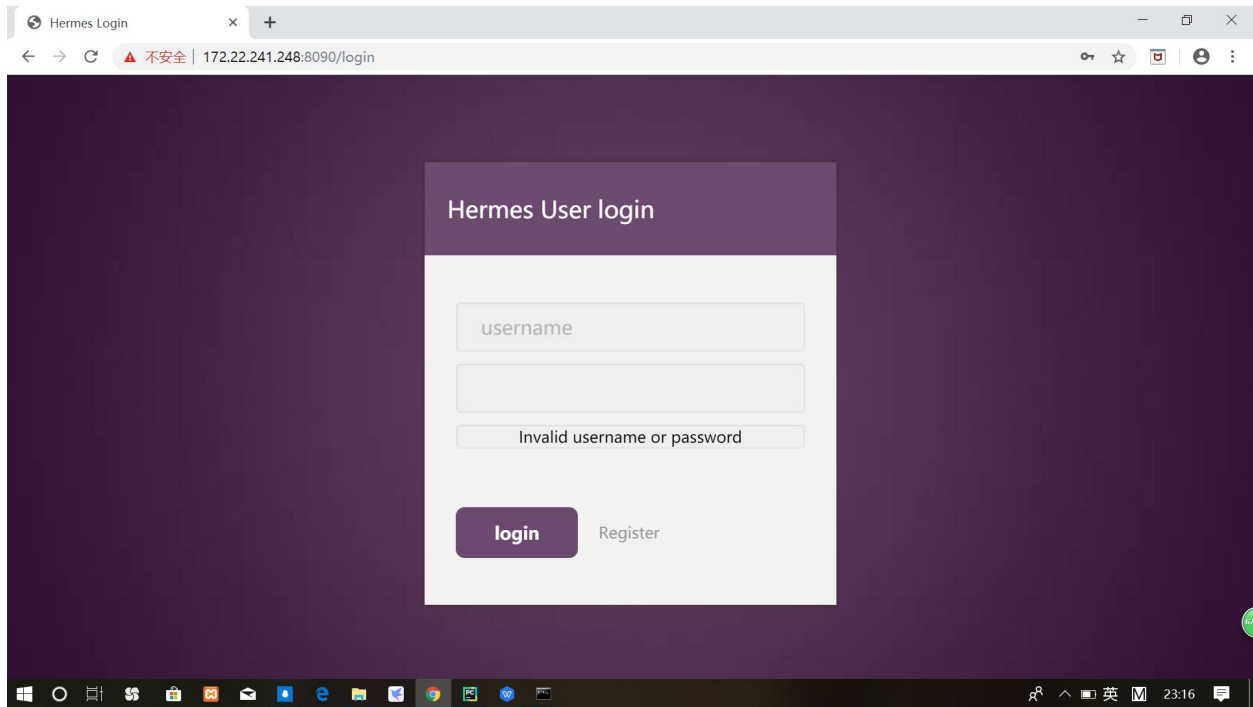 Hermes Login
不安全 | 172.22.241.248:8090/login
Hermes User login
username
Invalid username or password
login Register
英 M 23:16